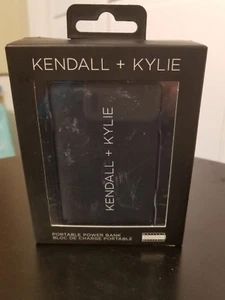 KENDALL + KYLIE
KENDALL + KYLIE
PORTABLE POWER BANK
BLOC DE CHARGE PORTABLE